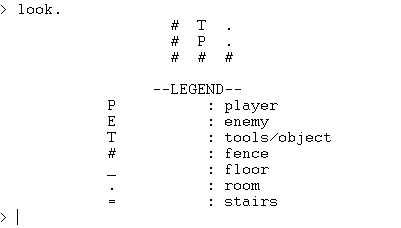 > look.
# T .
# P .
# # #
--LEGEND--
P : player
E : enemy
T : tools/object
# : fence
_ : floor
. : room
= : stairs
>